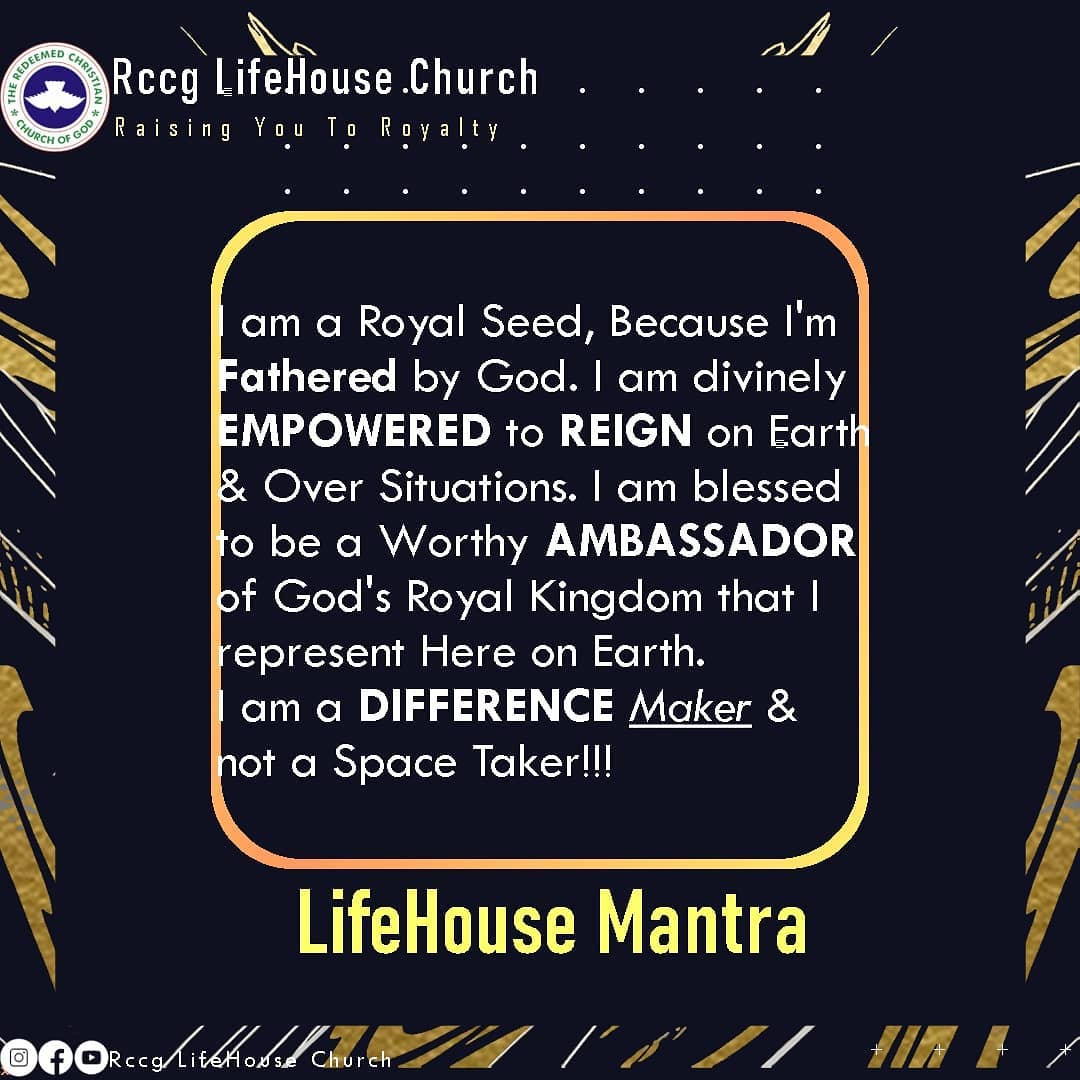 THE REDEEMED CHRISTIAN
CHURCH OF GOD
Rccg LifeHouse Church
Raising You To Royalty
I am a Royal Seed, Because I'm
Fathered by God. I am divinely
EMPOWERED to REIGN on Earth
& Over Situations. I am blessed
to be a Worthy AMBASSADOR
of God's Royal Kingdom that I
represent Here on Earth.
I am a DIFFERENCE Maker &
not a Space Taker!!!
LifeHouse Mantra
Rccg LifeHouse Church